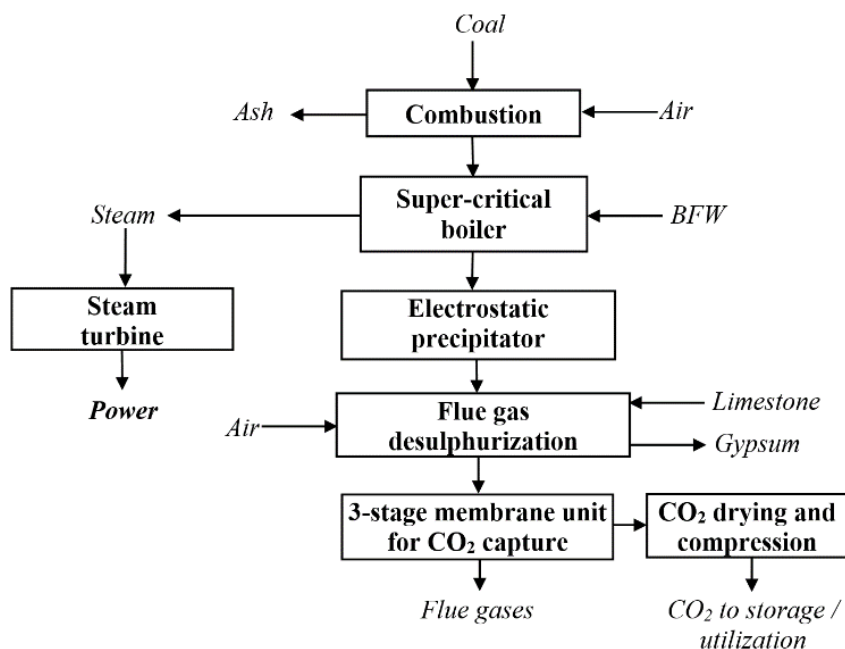 Coal
Ash
Combustion
Air
Steam
Super-critical
boiler
BFW
Steam
turbine
Electrostatic
precipitator
Power
Air
Flue gas
desulphurization
Limestone
Gypsum
3-stage membrane unit
for CO₂ capture
CO₂ drying and
compression
Flue gases
CO₂ to storage /
utilization